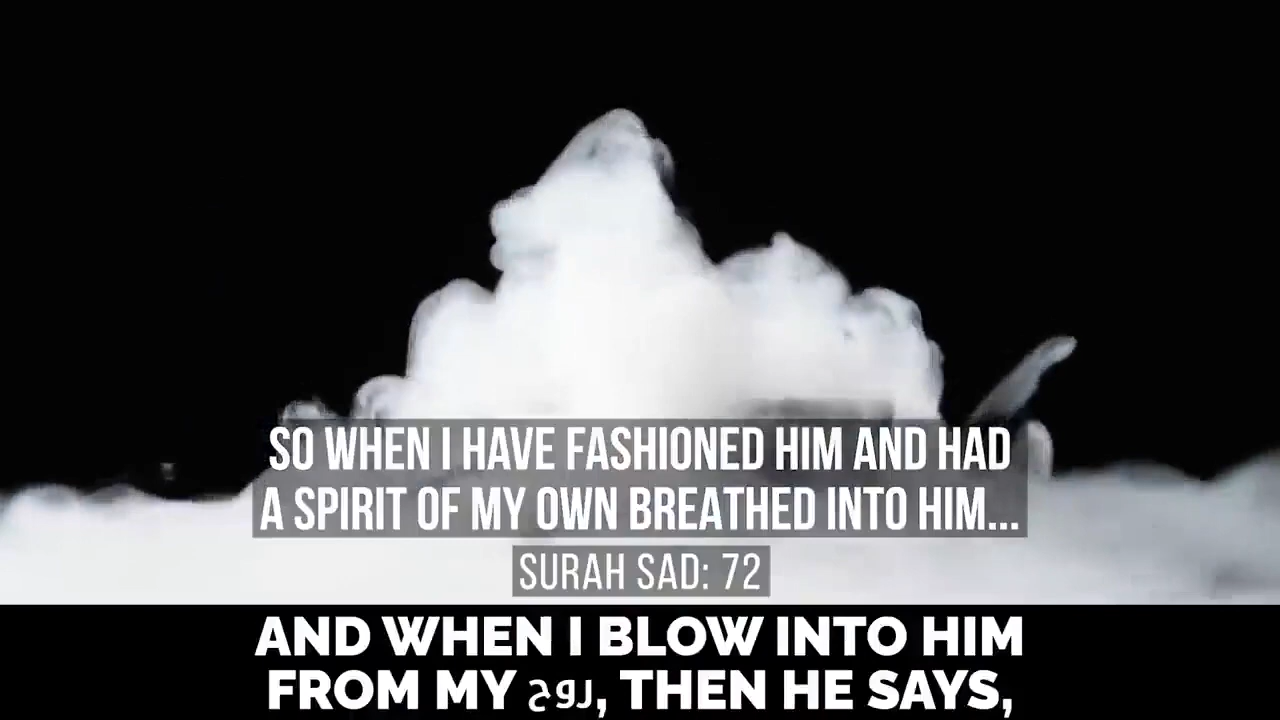 SO WHEN I HAVE FASHIONED HIM AND HAD
A SPIRIT OF MY OWN BREATHED INTO HIM...
SURAH SAD: 72
AND WHEN I BLOW INTO HIM
FROM MY روح, THEN HE SAYS,